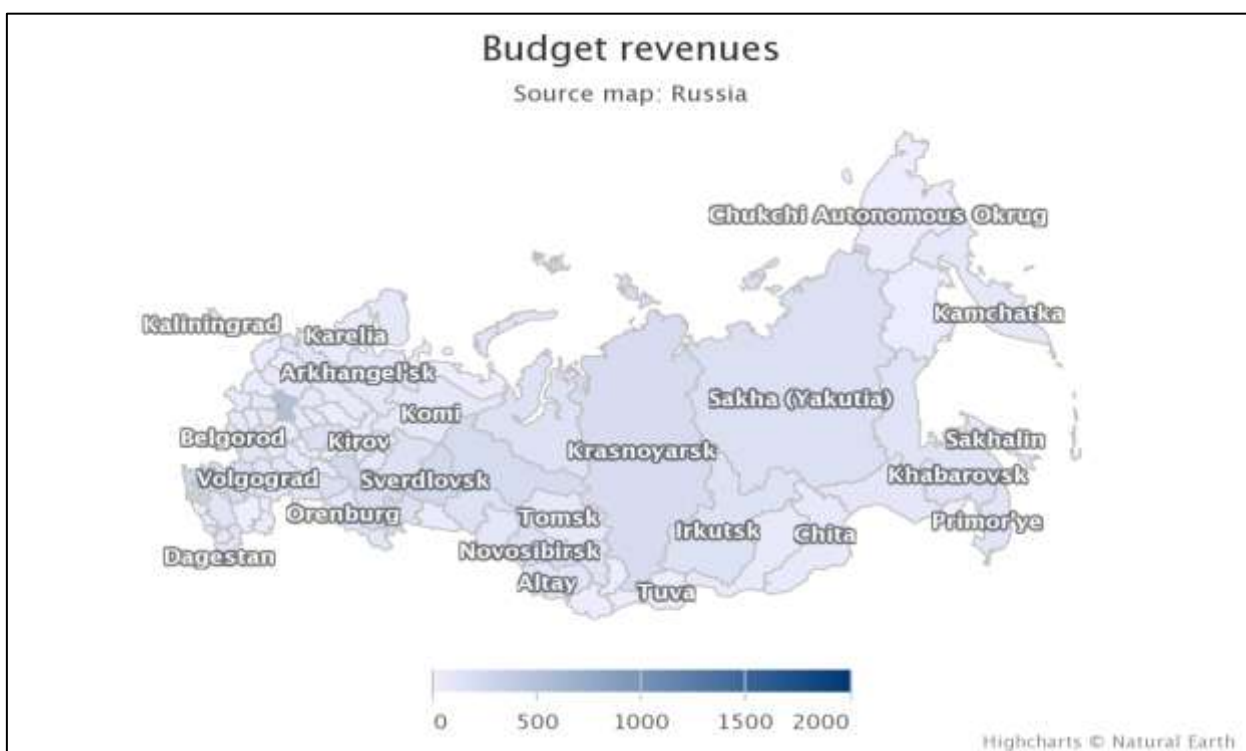 Budget revenues
Source map: Russia
Chukchi Autonomous Okrug
Kaliningrad
Karelia
Kamchatka
Arkhangel'sk
Sakha (Yakutia)
Komi
Belgorod
Kirov
Krasnoyarsk
Sakhalin
Volgograd
Sverdlovsk
Khabarovsk
Orenburg
Tomsk
Irkutsk
Chita
Primor'ye
Dagestan
Novosibirsk
Altay
Tuva
0 500 1000 1500 2000
Highcharts © Natural Earth